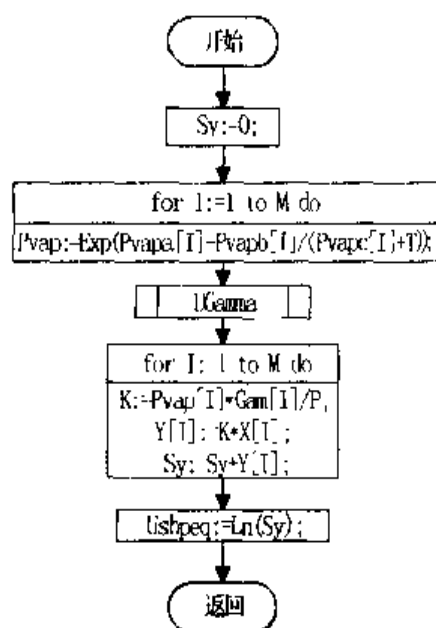 开始
Sy:=0;
for I:=1 to M do
Pvap:=Exp(Pvapa[I]-Pvapb[I]/(Pvapc[I]+T));
UGamma
for I:=1 to M do
K:=Pvap[I]*Gam[I]/P;
Y[I]:=K*X[I];
Sy:=Sy+Y[I];
Ushpeq:=Ln(Sy);
返回